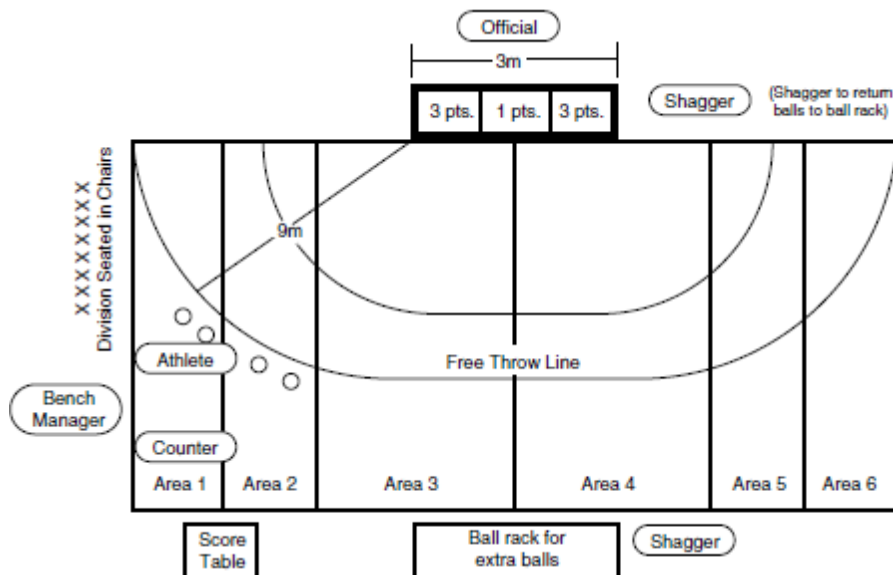 Official
3m
3 pts.
1 pts.
3 pts.
Shagger
(Shagger to return
balls to ball rack)
X X X X X X X X
Division Seated in Chairs
9m
Athlete
Free Throw Line
Bench
Manager
Counter
Area 1
Area 2
Area 3
Area 4
Area 5
Area 6
Score
Table
Ball rack for
extra balls
Shagger